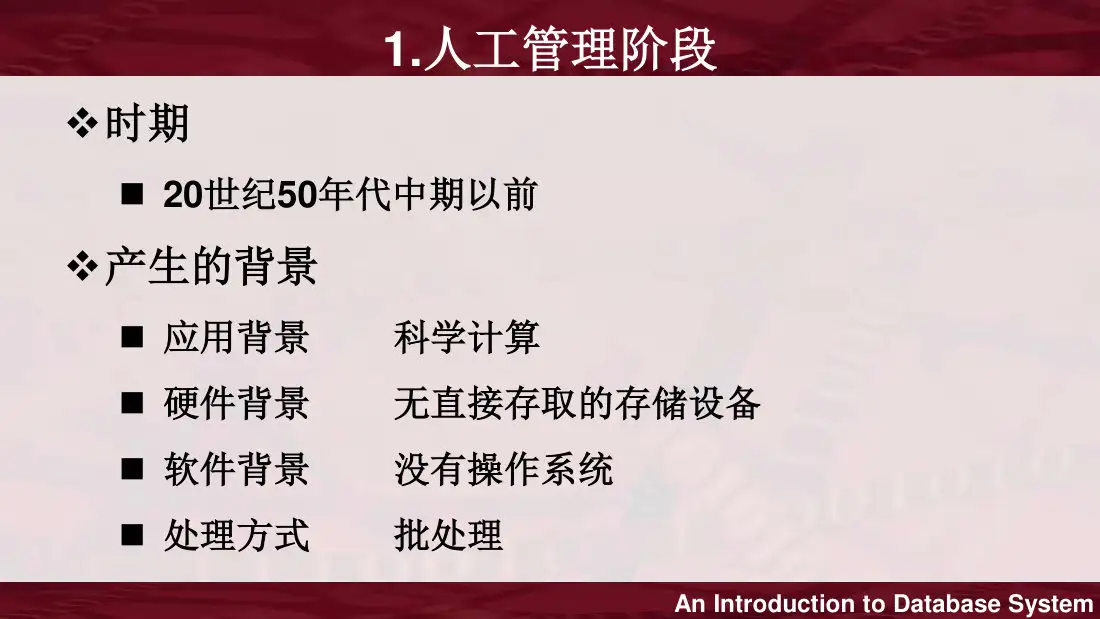 1.人工管理阶段
时期
20世纪50年代中期以前
产生的背景
应用背景 科学计算
硬件背景 无直接存取的存储设备
软件背景 没有操作系统
处理方式 批处理
An Introduction to Database System